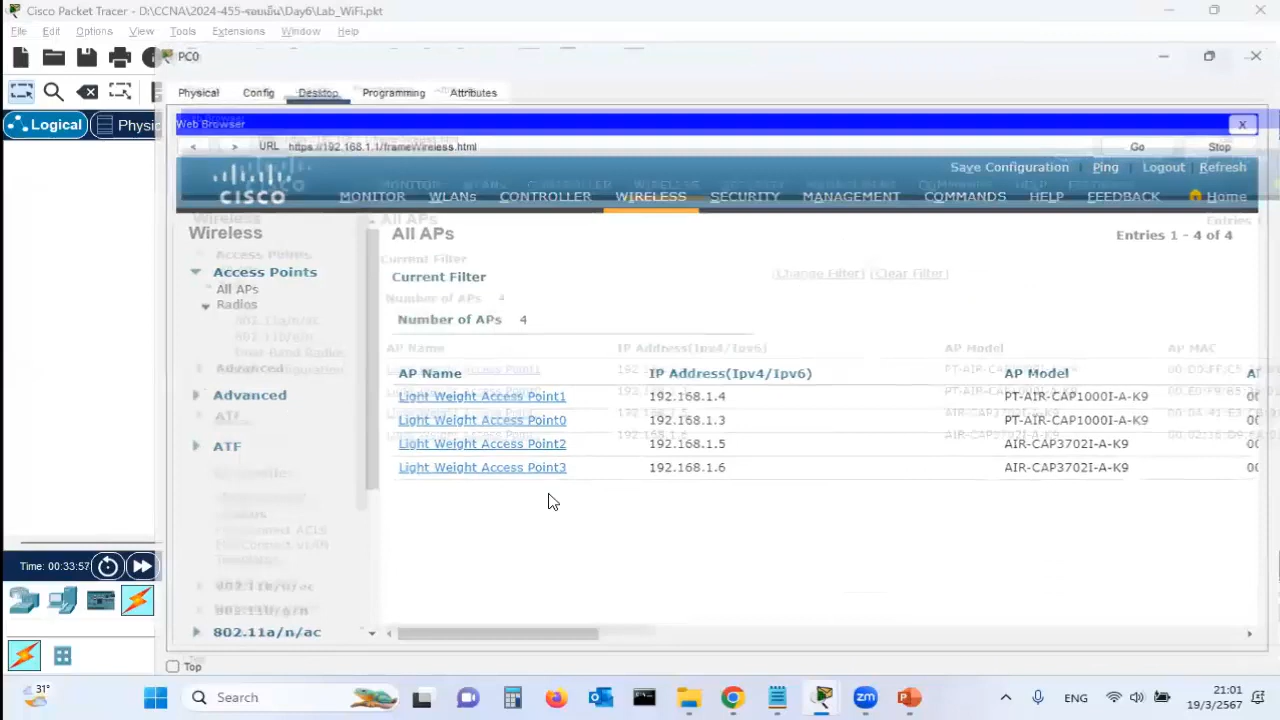 Cisco Packet Tracer - D:\CCNA\2024-455-รอบเย็น\Day6\Lab_WiFi.pkt
File Edit Options View Tools Extensions Window Help
PC0
Physical Config Desktop Programming Attributes
Logical
Web Browser X
< > URL https://192.168.1.1/frameWireless.html Go Stop
Save Configuration Ping Logout Refresh
CISCO MONITOR WLANs CONTROLLER WIRELESS SECURITY MANAGEMENT COMMANDS HELP FEEDBACK Home
Wireless
All APs
Entries 1 - 4 of 4
Access Points
All APs
Radios
Current Filter (Change Filter) (Clear Filter)
Number of APs 4
AP Name IP Address(Ipv4/Ipv6) AP Model
Light Weight Access Point1 192.168.1.4 PT-AIR-CAP1000I-A-K9
Light Weight Access Point0 192.168.1.3 PT-AIR-CAP1000I-A-K9
Light Weight Access Point2 192.168.1.5 AIR-CAP3702I-A-K9
Light Weight Access Point3 192.168.1.6 AIR-CAP3702I-A-K9
Advanced
ATF
802.11a/n/ac
Time: 00:33:57
Top
31°
Search
ENG
21:01
19/3/2567